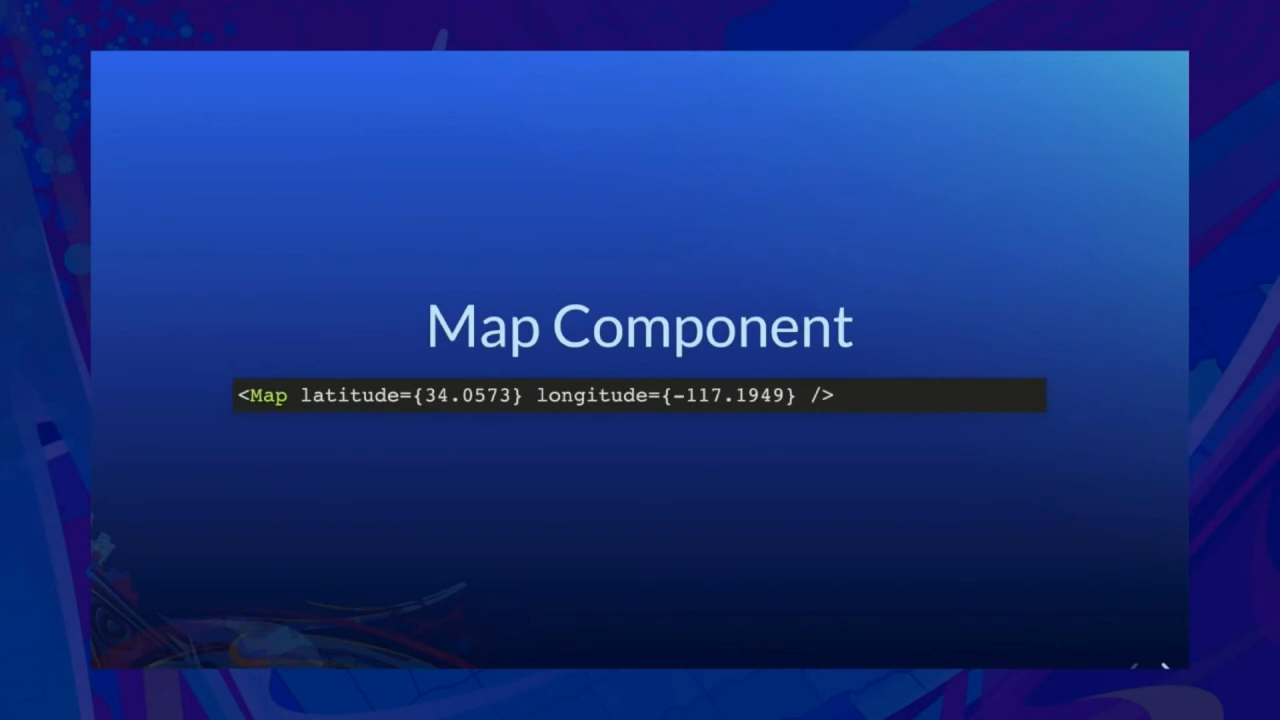 Map Component
<Map latitude={34.0573} longitude={-117.1949} />